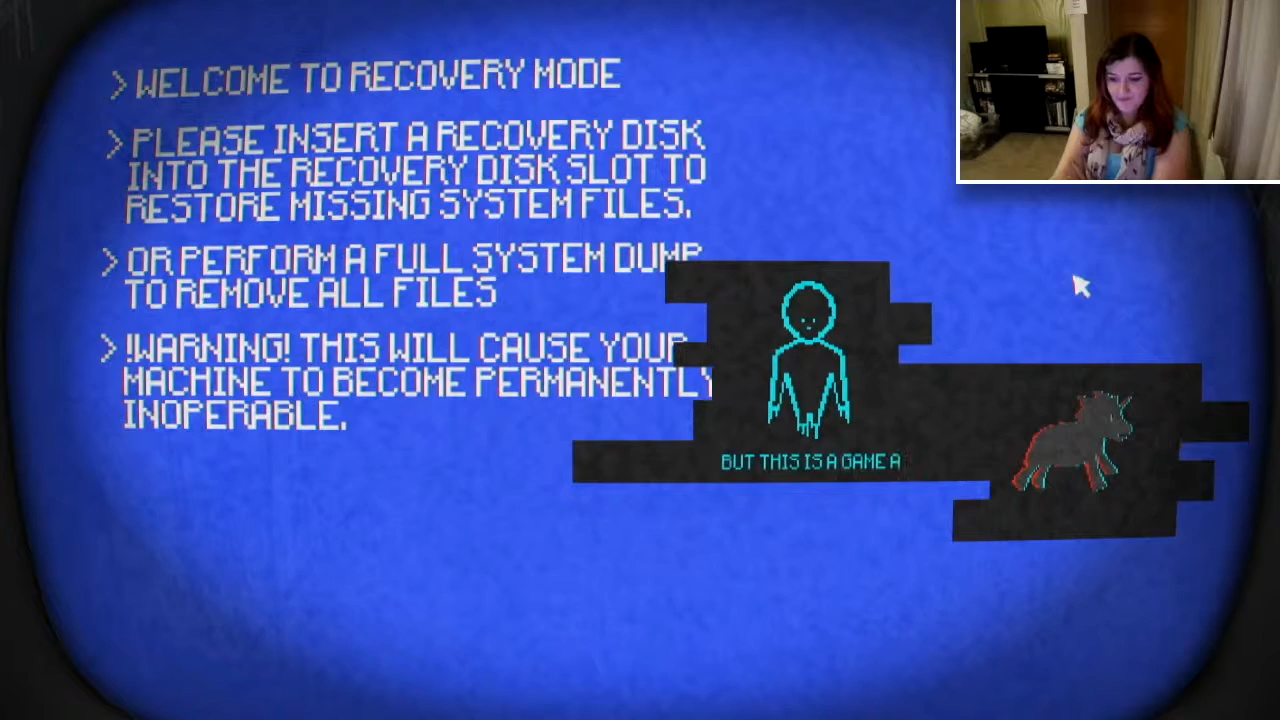 > WELCOME TO RECOVERY MODE
> PLEASE INSERT A RECOVERY DISK
INTO THE RECOVERY DISK SLOT TO
RESTORE MISSING SYSTEM FILES.
> OR PERFORM A FULL SYSTEM DUMP
TO REMOVE ALL FILES
> !WARNING! THIS WILL CAUSE YOUR
MACHINE TO BECOME PERMANENTLY
INOPERABLE.
BUT THIS IS A GAME A